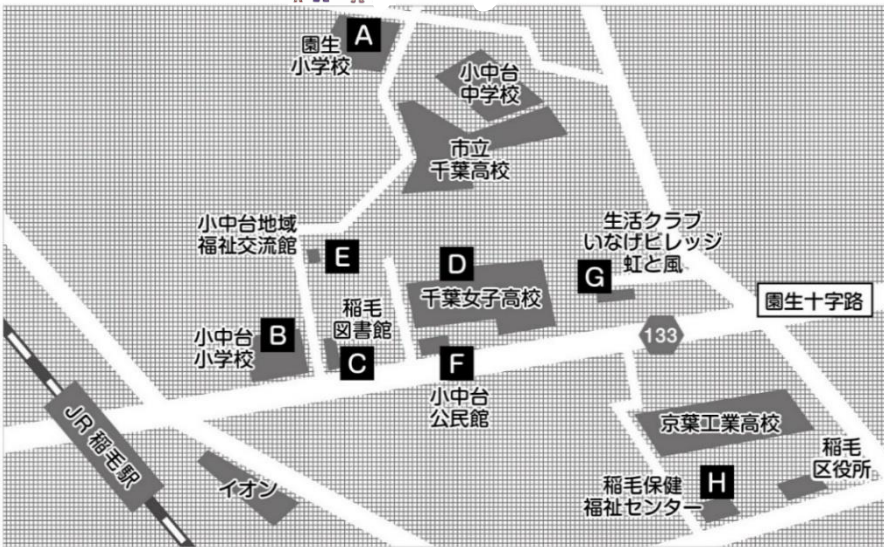 A
園生
小学校
小中台
中学校
市立
千葉高校
小中台地域
福祉交流館
E
D
千葉女子高校
生活クラブ
いなげビレッジ
虹と風
G
園生十字路
133
小中台
小学校
B
稲毛
図書館
C
F
小中台
公民館
JR 稲毛駅
イオン
京葉工業高校
稲毛
区役所
稲毛保健
福祉センター
H